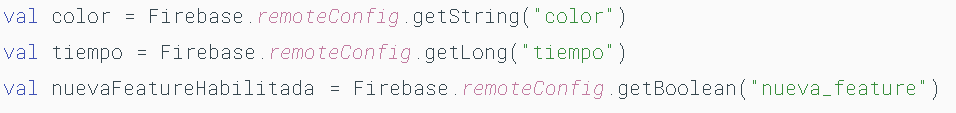 val color = Firebase.remoteConfig.getString("color")
val tiempo = Firebase.remoteConfig.getLong("tiempo")
val nuevaFeatureHabilitada = Firebase.remoteConfig.getBoolean("nueva_feature")